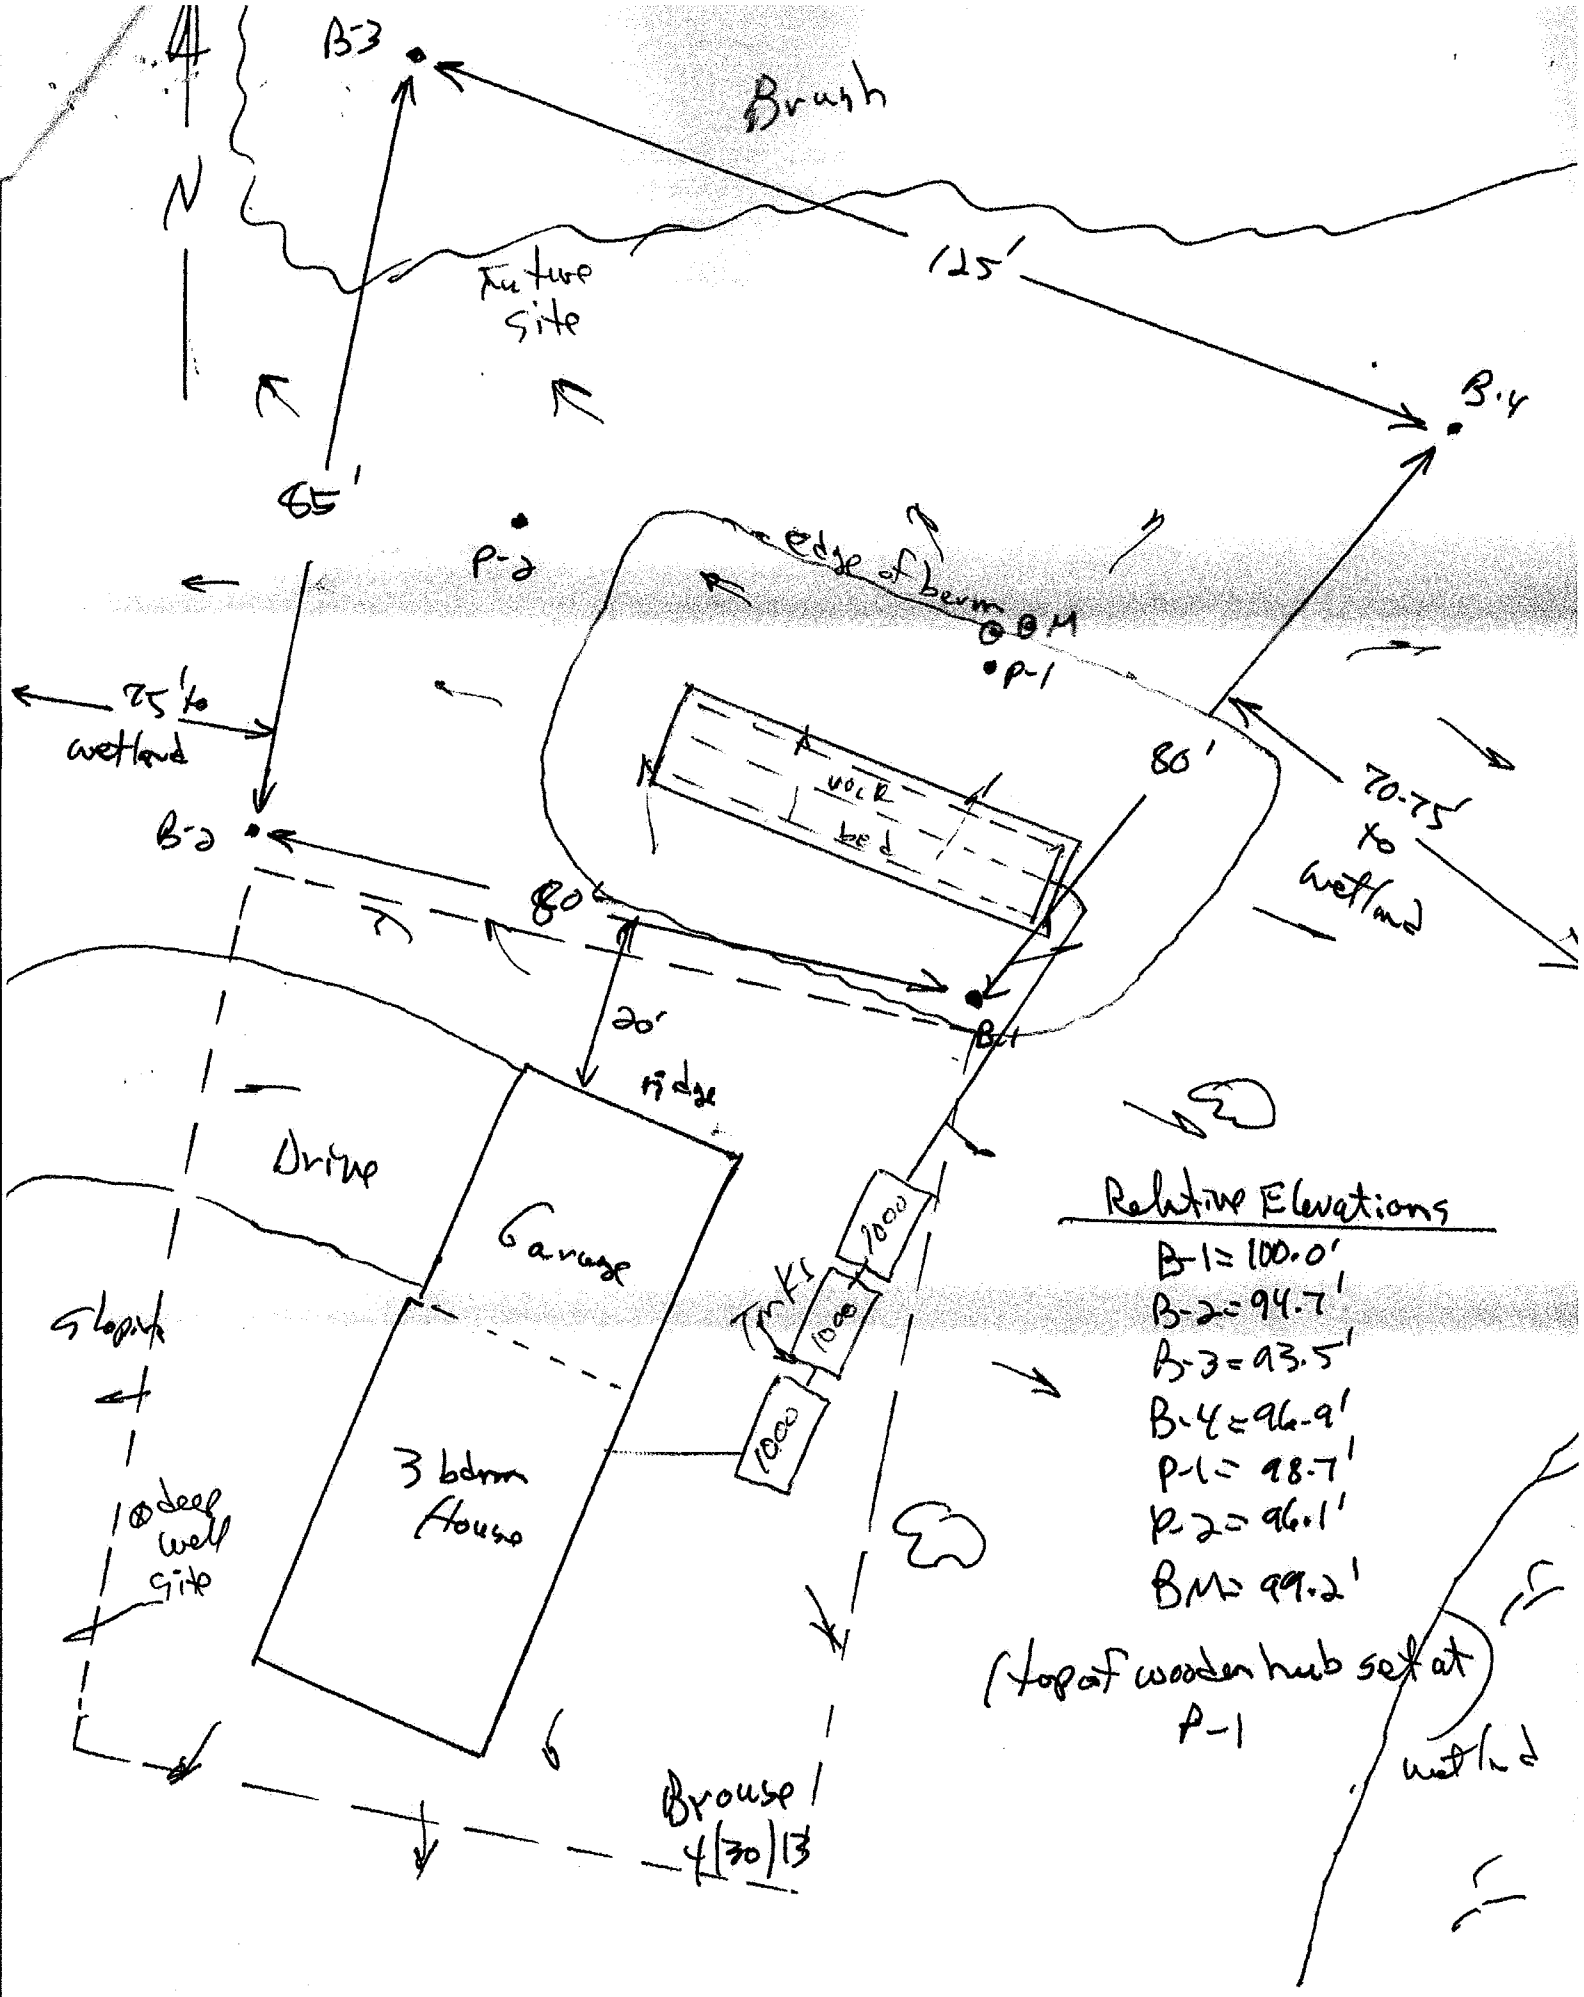 B-3
Brush
N
125'
Future
site
B-4
85'
P-2
edge of berm
BM
P-1
75' to
wetland
80'
70-75'
to
wetland
rock
bed
B-2
80'
B-1
20'
ridge
Drive
Garage
1000
Tanks
1000
1000
3 bdrm
House
deep
well
site
Relative Elevations
B-1= 100.0'
B-2= 94.7'
B-3= 93.5'
B-4= 96.9'
P-1= 98.7'
P-2= 96.1'
BM= 99.2'
(top of wooden hub set at
P-1
wetland
Brouse
4/30/13